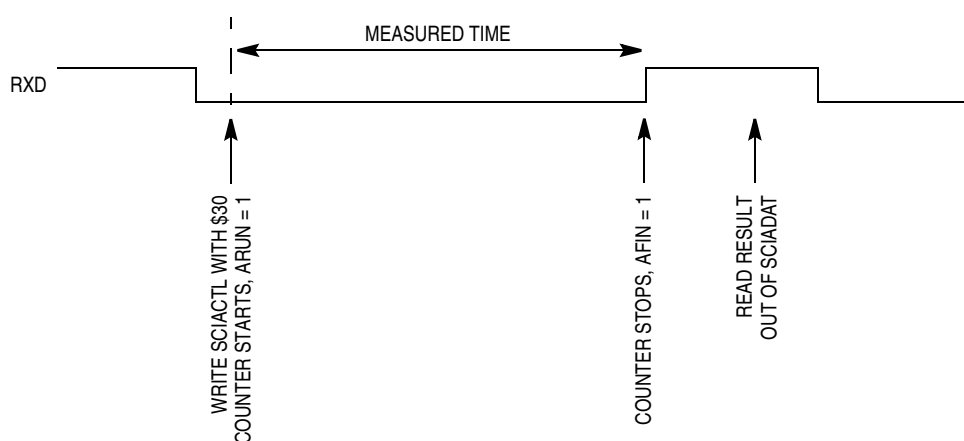 MEASURED TIME
RXD
WRITE SCIACTL WITH $30
COUNTER STARTS, ARUN = 1
COUNTER STOPS, AFIN = 1
READ RESULT
OUT OF SCIADAT